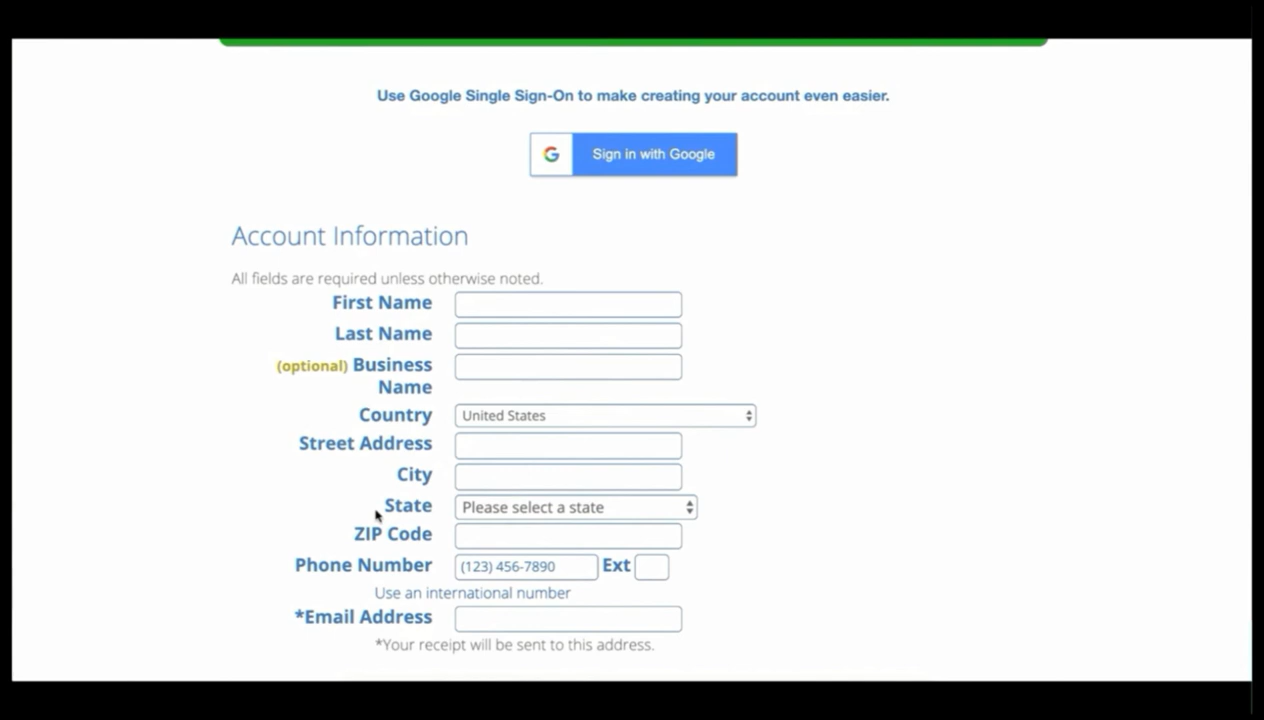 Use Google Single Sign-On to make creating your account even easier.
Sign in with Google
Account Information
All fields are required unless otherwise noted.
First Name
Last Name
(optional) Business
Name
Country United States
Street Address
City
State Please select a state
ZIP Code
Phone Number (123) 456-7890 Ext
Use an international number
*Email Address
*Your receipt will be sent to this address.